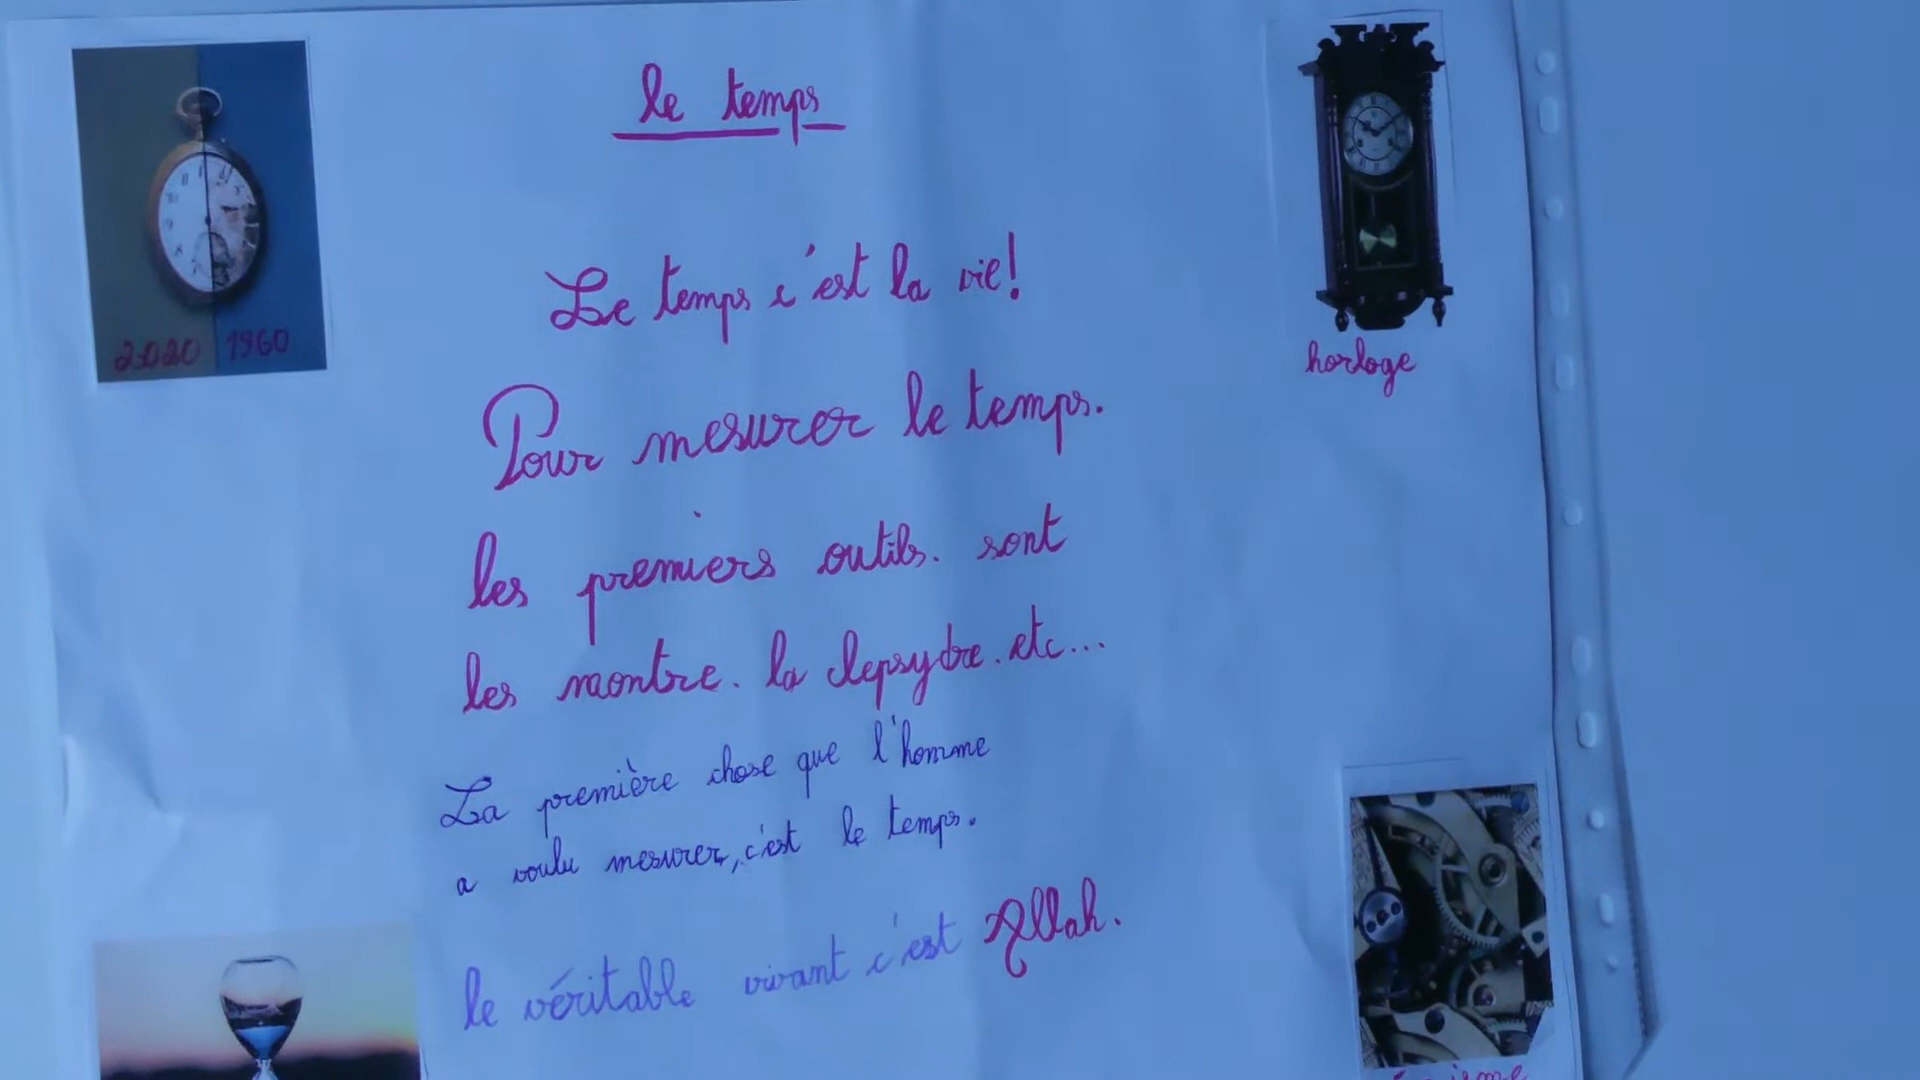 le temps
Le temps c'est la vie!
2020 1960
horloge
Pour mesurer le temps.
les premiers outils. sont
les montre. la clepsydre. etc...
La première chose que l'homme
a voulu mesurer, c'est le temps.
le véritable vivant c'est Allah.